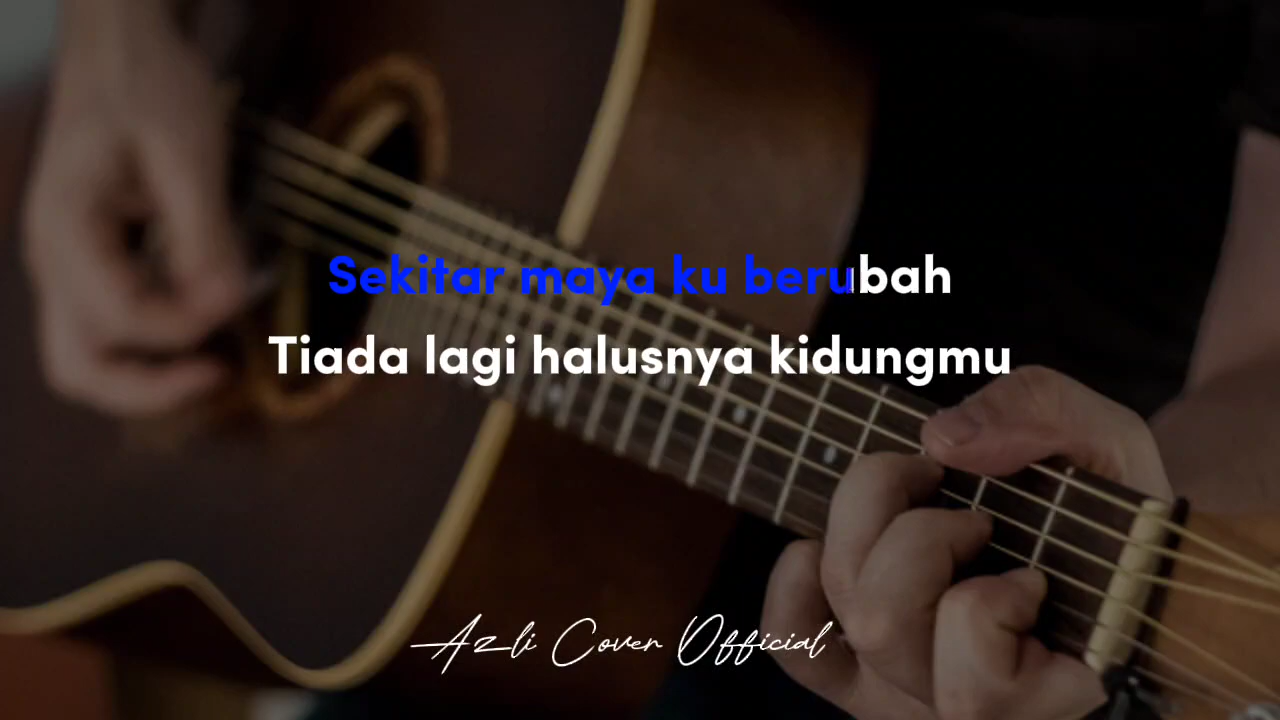 Sekitar maya ku berubah
Tiada lagi halusnya kidungmu
Azli Cover Official